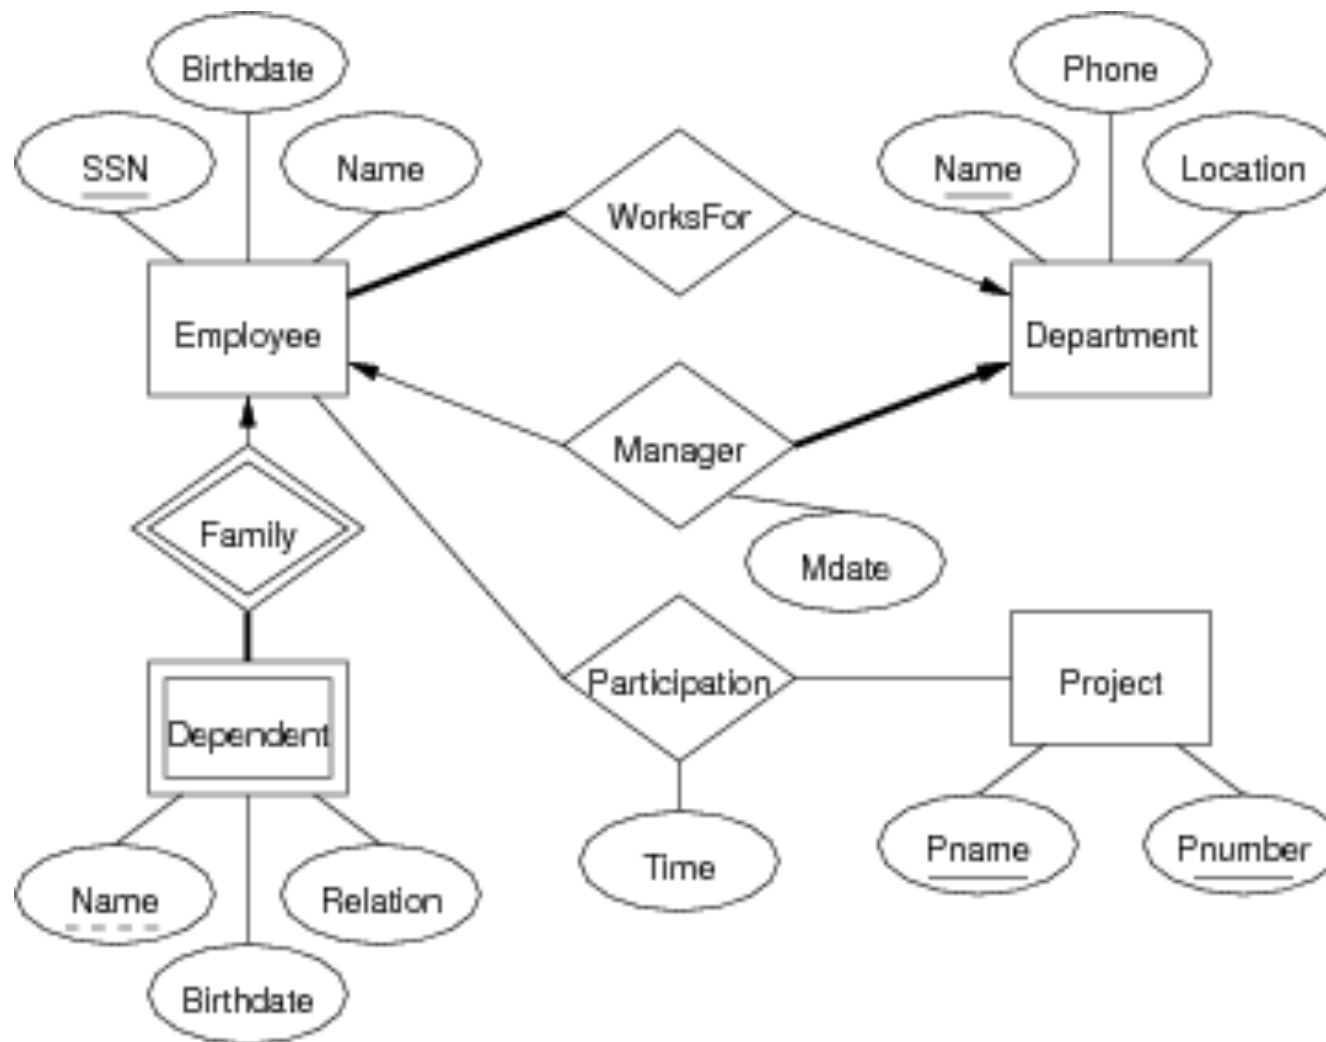 Birthdate
Phone
SSN
Name
Name
Location
WorksFor
Employee
Department
Manager
Family
Mdate
Participation
Project
Dependent
Time
Pname
Pnumber
Name
Relation
Birthdate